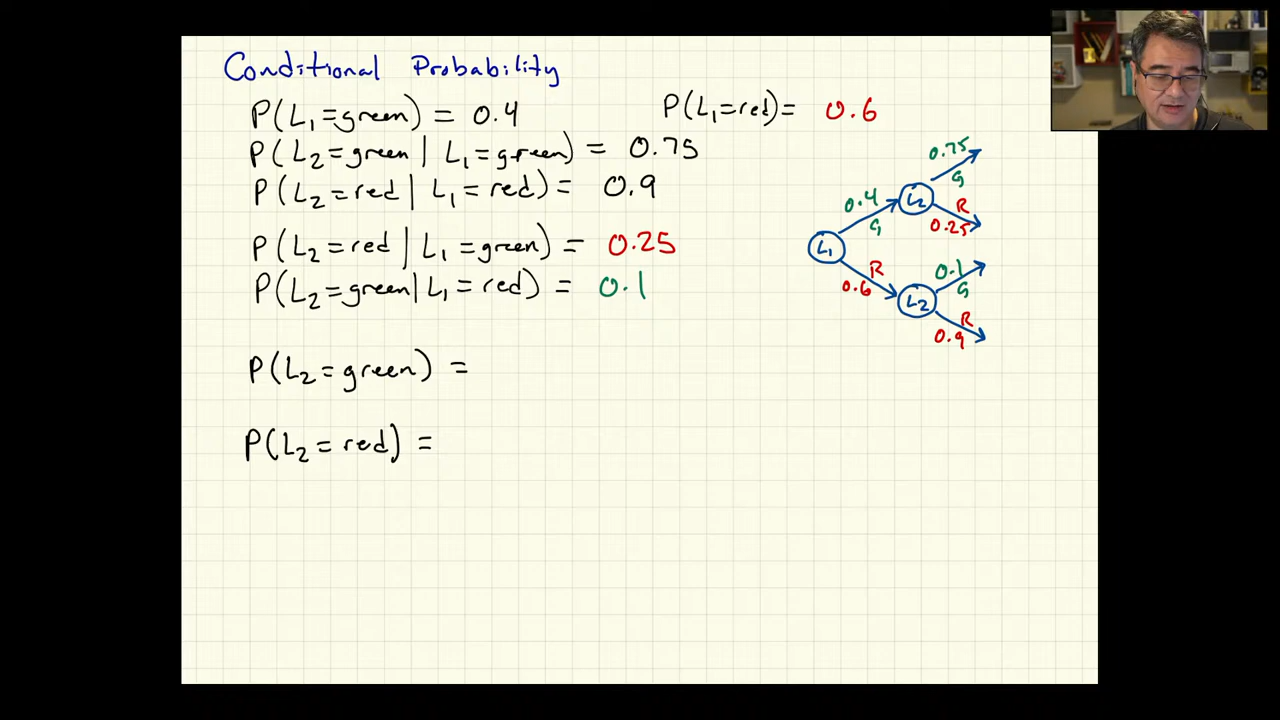 Conditional Probability
P(L₁=green) = 0.4 P(L₁=red)= 0.6
P(L₂=green | L₁=green) = 0.75
P(L₂=red | L₁=red) = 0.9
P(L₂=red | L₁=green) = 0.25
P(L₂=green|L₁=red) = 0.1
P(L₂=green) =
P(L₂=red) =
0.75
G
0.4
L₂
R
G
0.25
L₁
R
0.1
G
0.6
L₂
R
0.9